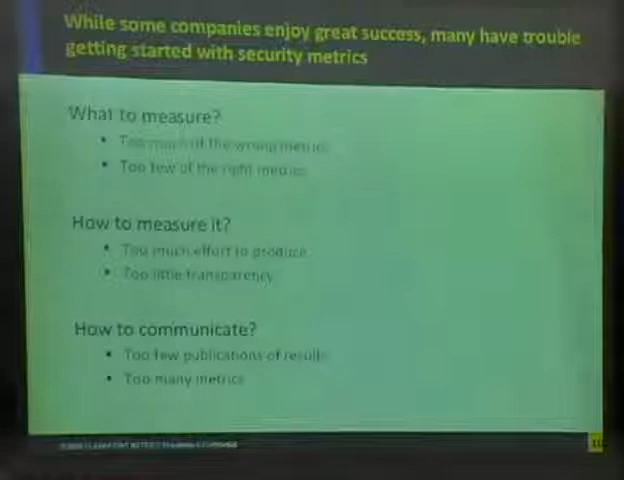 While some companies enjoy great success, many have trouble
getting started with security metrics
What to measure?
• Too much of the wrong metrics
• Too few of the right metrics
How to measure it?
• Too much effort to produce
• Too little transparency
How to communicate?
• Too few publications of results
• Too many metrics